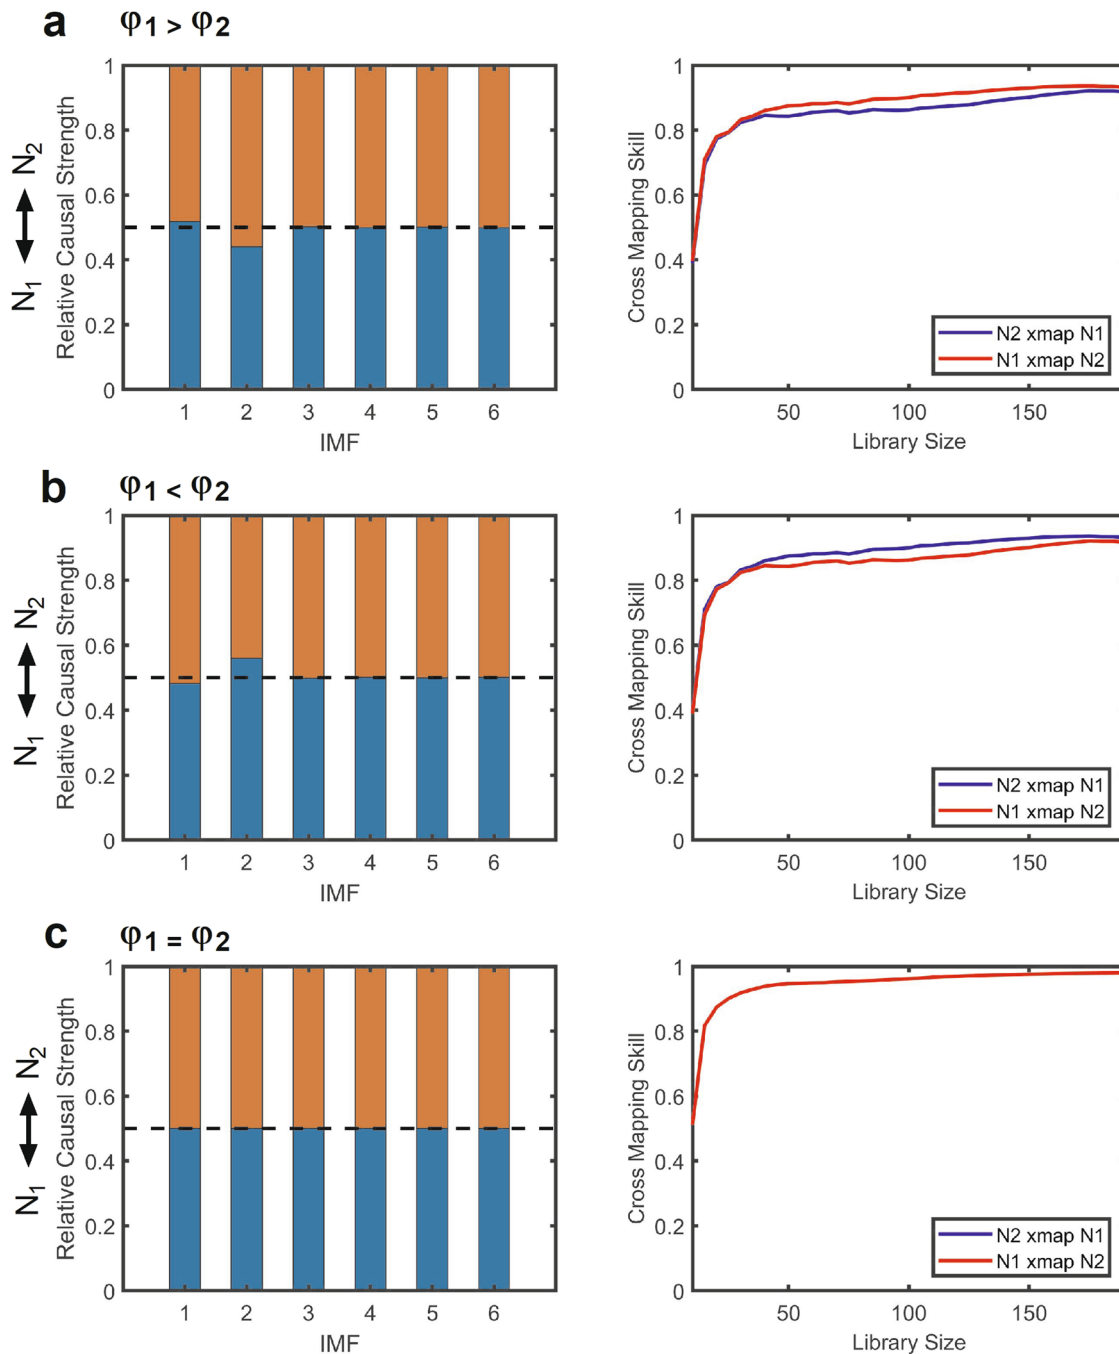 a φ1 > φ2
N1 ↔ N2
Relative Causal Strength
1
0.8
0.6
0.4
0.2
0
1 2 3 4 5 6
IMF
Cross Mapping Skill
1
0.8
0.6
0.4
0.2
0
N2 xmap N1
N1 xmap N2
50 100 150
Library Size
b φ1 < φ2
N1 ↔ N2
Relative Causal Strength
1
0.8
0.6
0.4
0.2
0
1 2 3 4 5 6
IMF
Cross Mapping Skill
1
0.8
0.6
0.4
0.2
0
N2 xmap N1
N1 xmap N2
50 100 150
Library Size
c φ1 = φ2
N1 ↔ N2
Relative Causal Strength
1
0.8
0.6
0.4
0.2
0
1 2 3 4 5 6
IMF
Cross Mapping Skill
1
0.8
0.6
0.4
0.2
0
N2 xmap N1
N1 xmap N2
50 100 150
Library Size